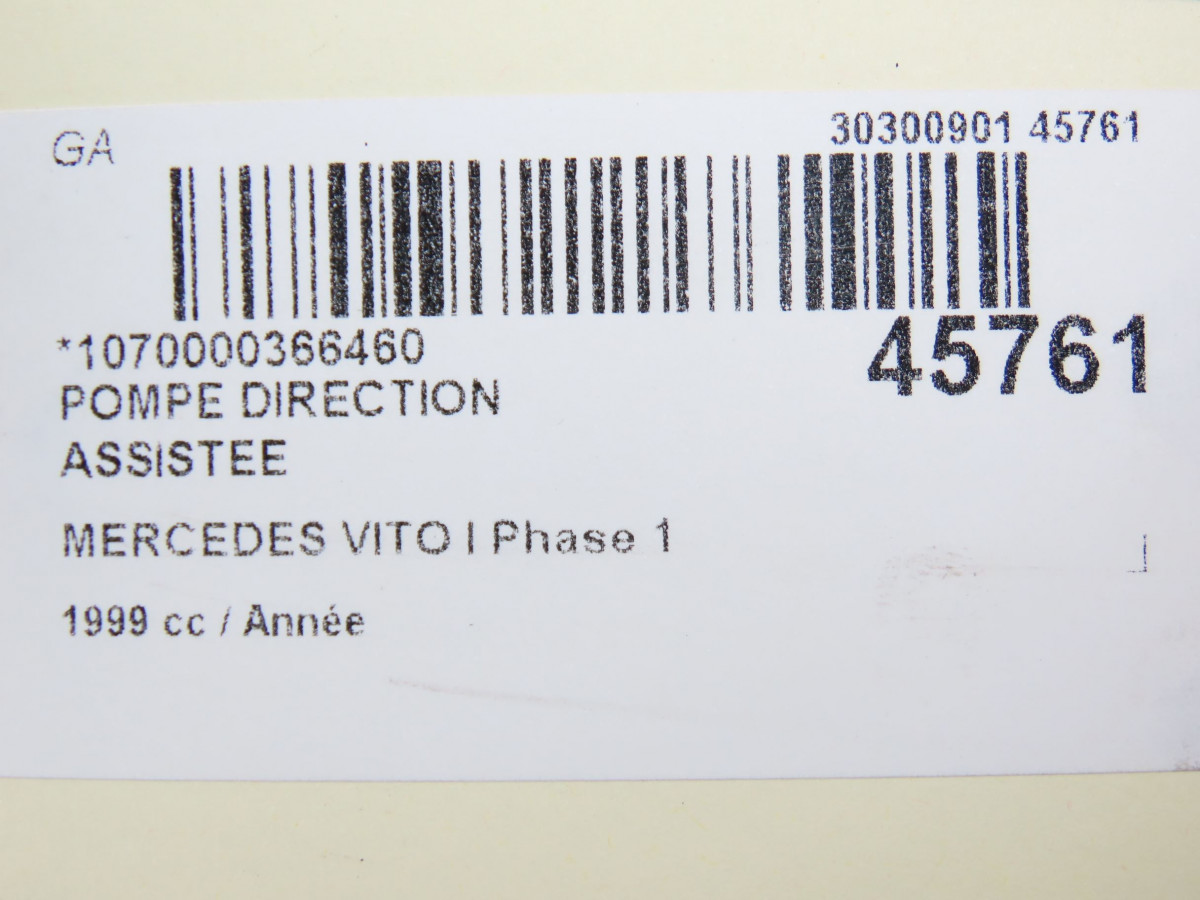 GA
30300901 45761
*1070000366460
45761
POMPE DIRECTION
ASSISTEE
MERCEDES VITO I Phase 1
1999 cc / Année